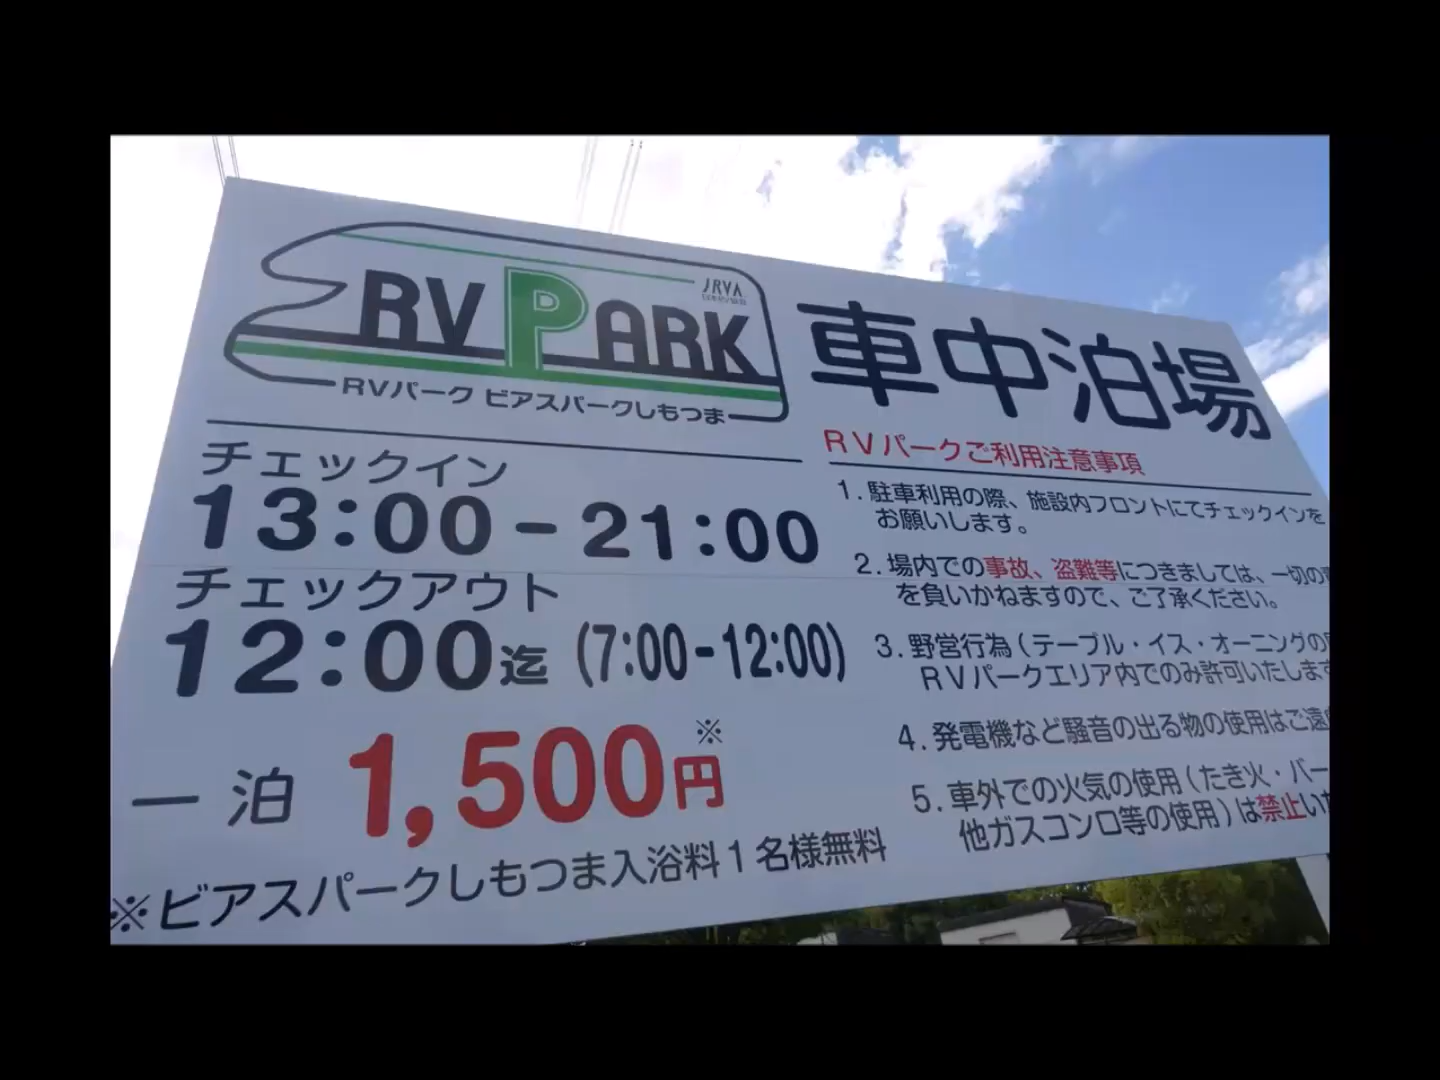 RV PARK
JRVA
RVパーク ビアスパークしもつま
車中泊場
チェックイン
13:00-21:00
チェックアウト
12:00迄 (7:00-12:00)
一泊 1,500円※
※ビアスパークしもつま入浴料1名様無料
RVパークご利用注意事項
1.駐車利用の際、施設内フロントにてチェックインを
お願いします。
2.場内での事故、盗難等につきましては、一切の
を負いかねますので、ご了承ください。
3.野営行為(テーブル・イス・オーニングの
RVパークエリア内でのみ許可いたします
4.発電機など騒音の出る物の使用はご遠
5.車外での火気の使用(たき火・バー
他ガスコンロ等の使用)は禁止い